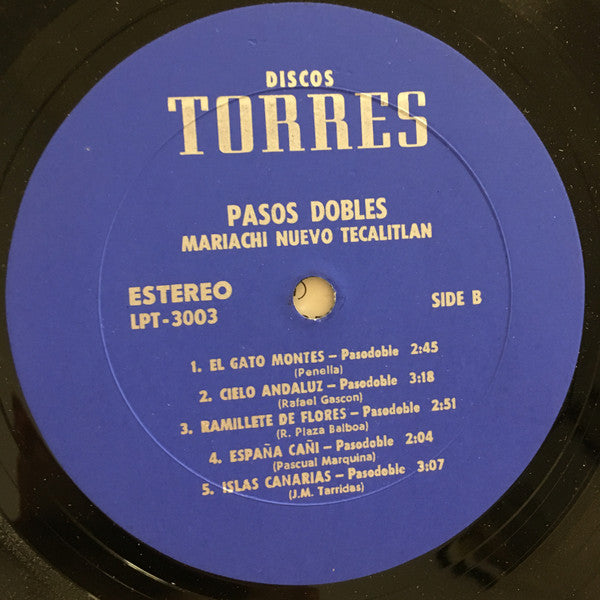 DISCOS
TORRES
PASOS DOBLES
MARIACHI NUEVO TECALITLAN
ESTEREO
LPT-3003
SIDE B
1. EL GATO MONTES - Pasodoble 2:45
(Penella)
2. CIELO ANDALUZ - Pasodoble 3:18
(Rafael Gascon)
3. RAMILLETE DE FLORES - Pasodoble 2:51
(R. Plaza Balboa)
4. ESPAÑA CAÑI - Pasodoble 2:04
(Pascual Marquina)
5. ISLAS CANARIAS - Pasodoble 3:07
(J.M. Tarridas)